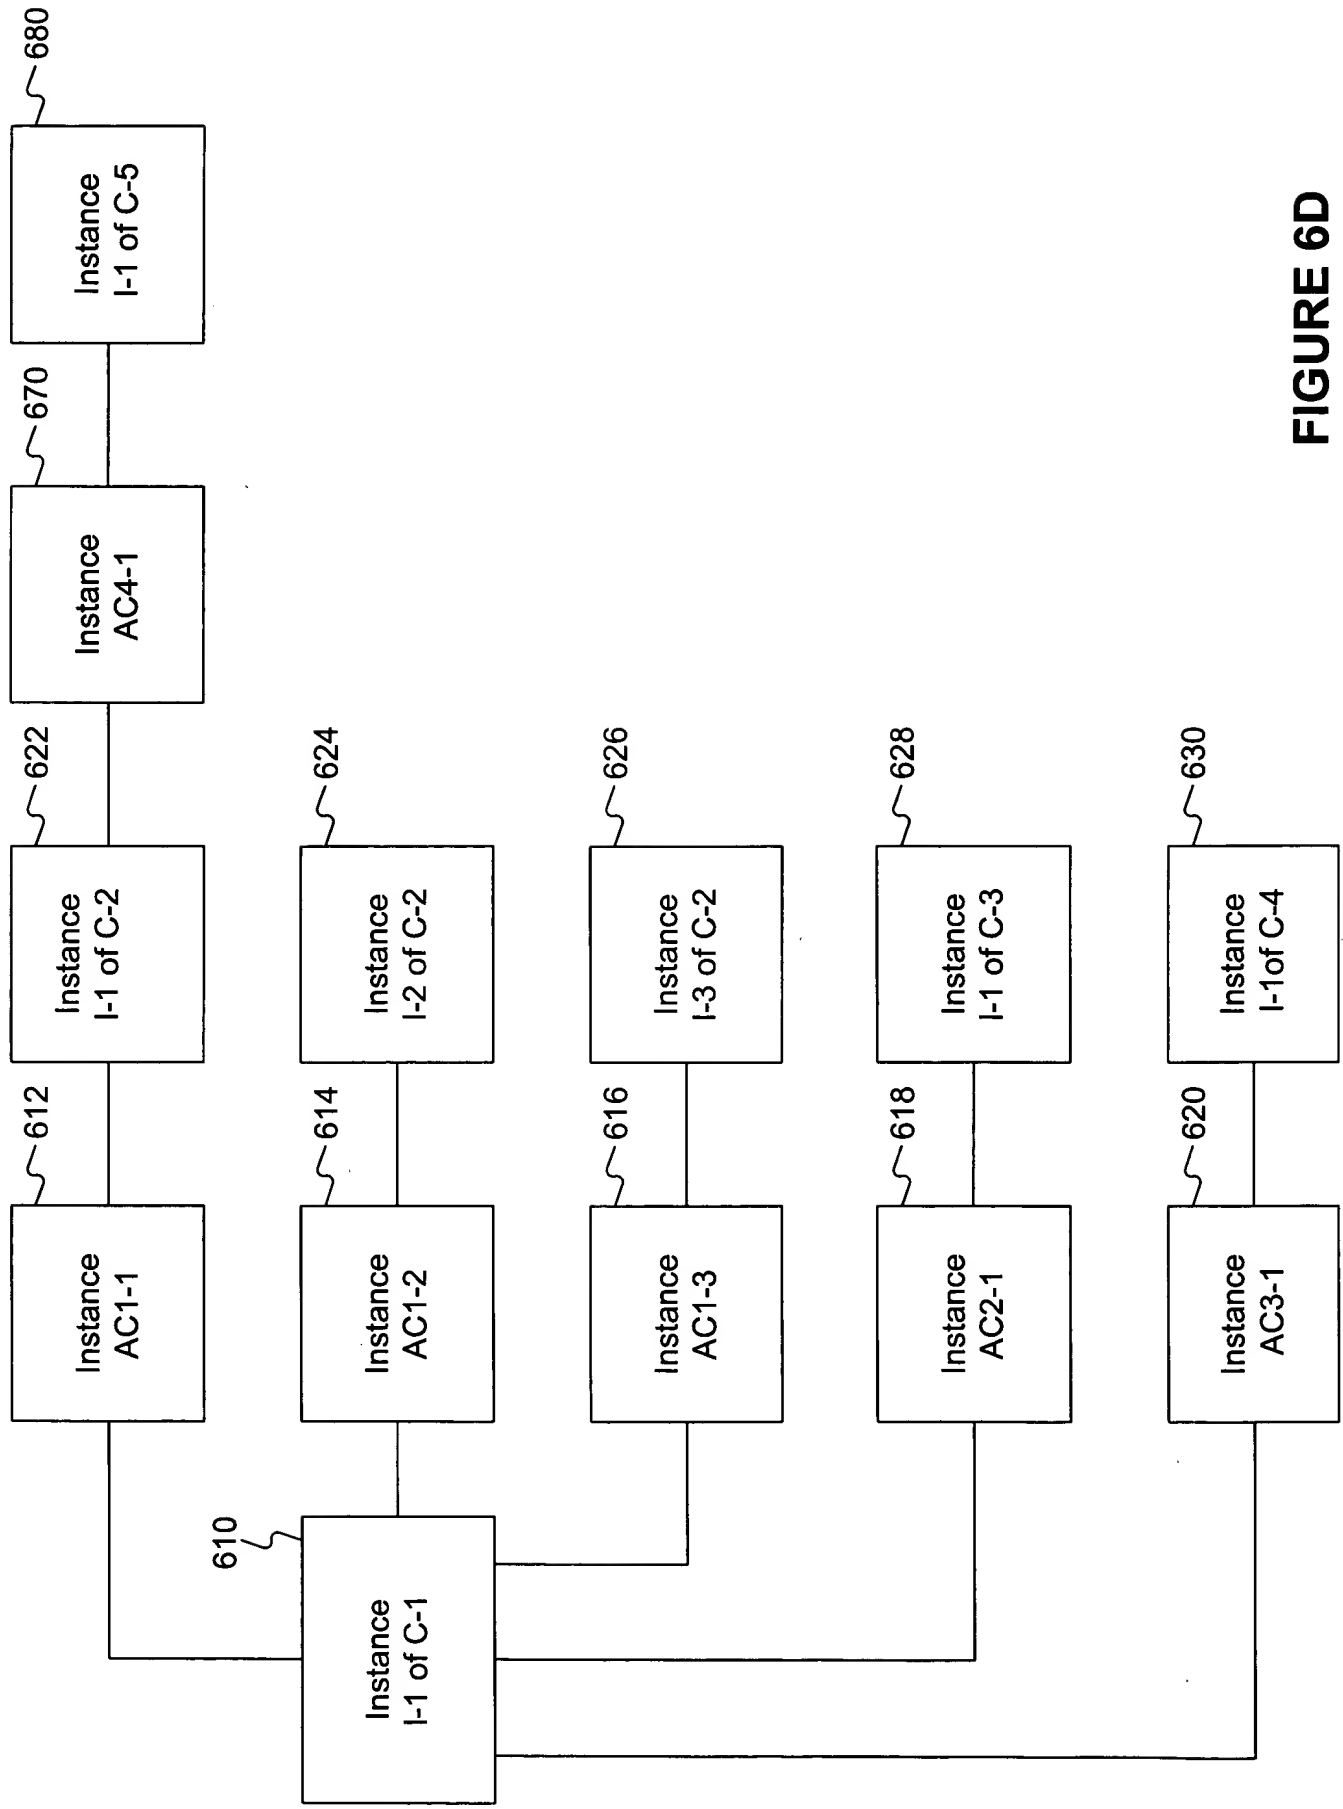 610
Instance
I-1 of C-1
612
Instance
AC1-1
622
Instance
I-1 of C-2
670
Instance
AC4-1
680
Instance
I-1 of C-5
614
Instance
AC1-2
624
Instance
I-2 of C-2
616
Instance
AC1-3
626
Instance
I-3 of C-2
618
Instance
AC2-1
628
Instance
I-1 of C-3
620
Instance
AC3-1
630
Instance
I-1of C-4
FIGURE 6D